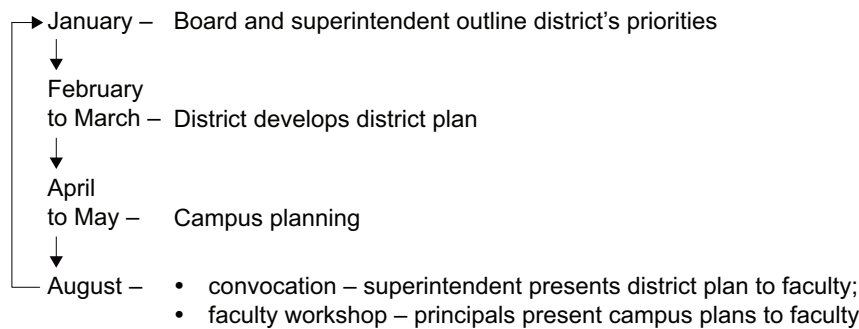 January – Board and superintendent outline district's priorities
February
to March – District develops district plan
April
to May – Campus planning
August – • convocation – superintendent presents district plan to faculty;
• faculty workshop – principals present campus plans to faculty